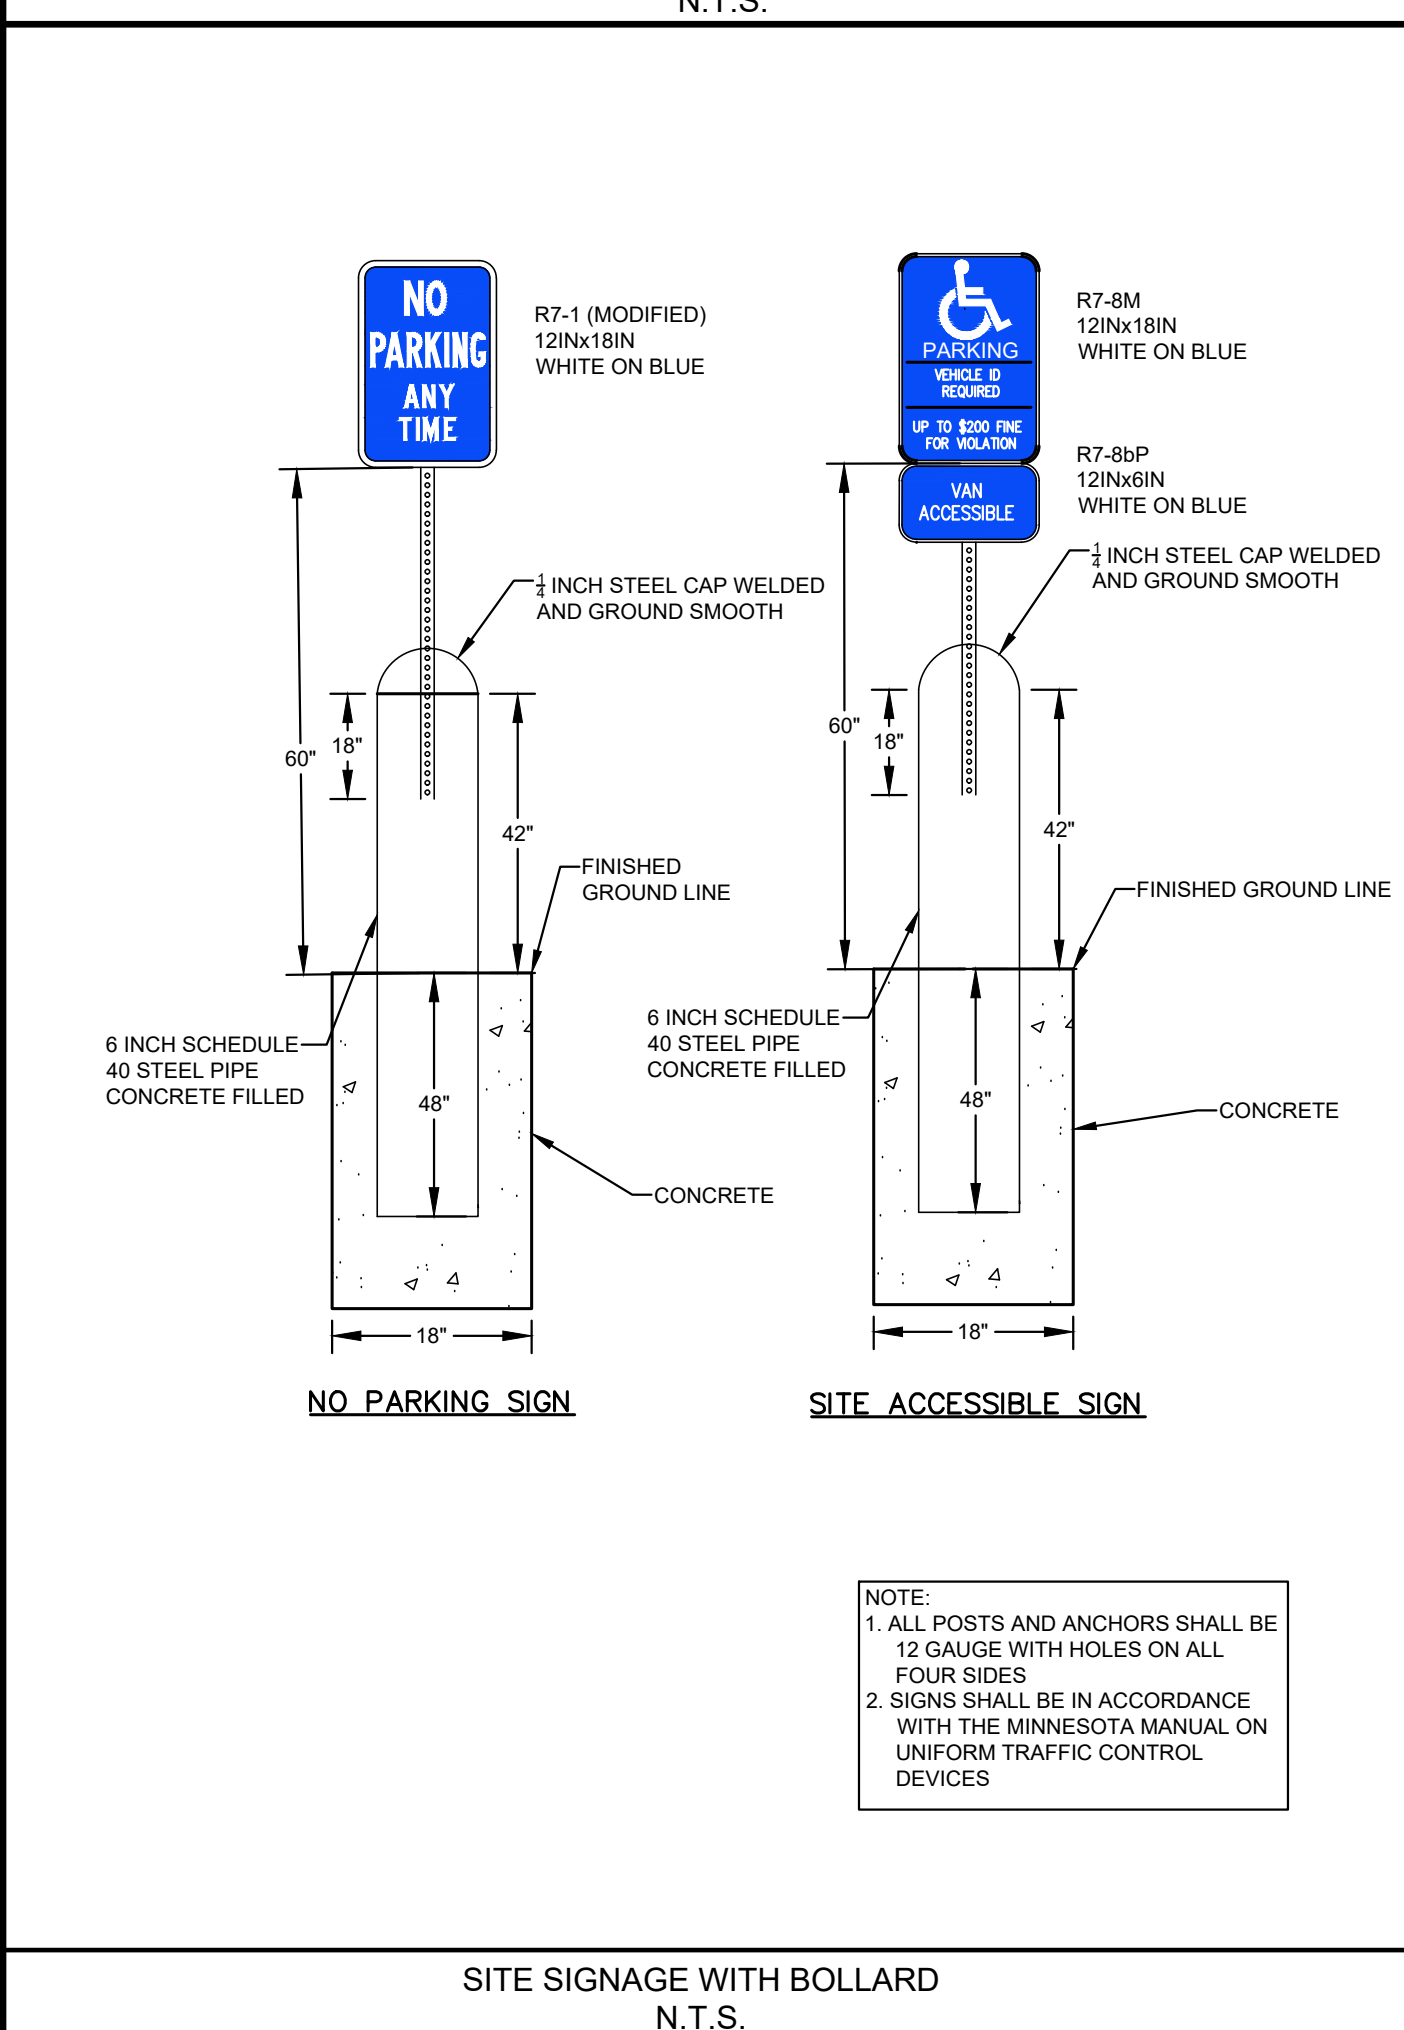 N.T.S.
NO
PARKING
ANY
TIME
R7-1 (MODIFIED)
12INx18IN
WHITE ON BLUE
PARKING
VEHICLE ID
REQUIRED
UP TO $200 FINE
FOR VIOLATION
R7-8M
12INx18IN
WHITE ON BLUE
VAN
ACCESSIBLE
R7-8bP
12INx6IN
WHITE ON BLUE
1/4 INCH STEEL CAP WELDED
AND GROUND SMOOTH
1/4 INCH STEEL CAP WELDED
AND GROUND SMOOTH
60"
18"
42"
60"
18"
42"
FINISHED
GROUND LINE
FINISHED GROUND LINE
6 INCH SCHEDULE
40 STEEL PIPE
CONCRETE FILLED
6 INCH SCHEDULE
40 STEEL PIPE
CONCRETE FILLED
48"
48"
CONCRETE
CONCRETE
18"
18"
NO PARKING SIGN
SITE ACCESSIBLE SIGN
NOTE:
1. ALL POSTS AND ANCHORS SHALL BE
12 GAUGE WITH HOLES ON ALL
FOUR SIDES
2. SIGNS SHALL BE IN ACCORDANCE
WITH THE MINNESOTA MANUAL ON
UNIFORM TRAFFIC CONTROL
DEVICES
SITE SIGNAGE WITH BOLLARD
N.T.S.